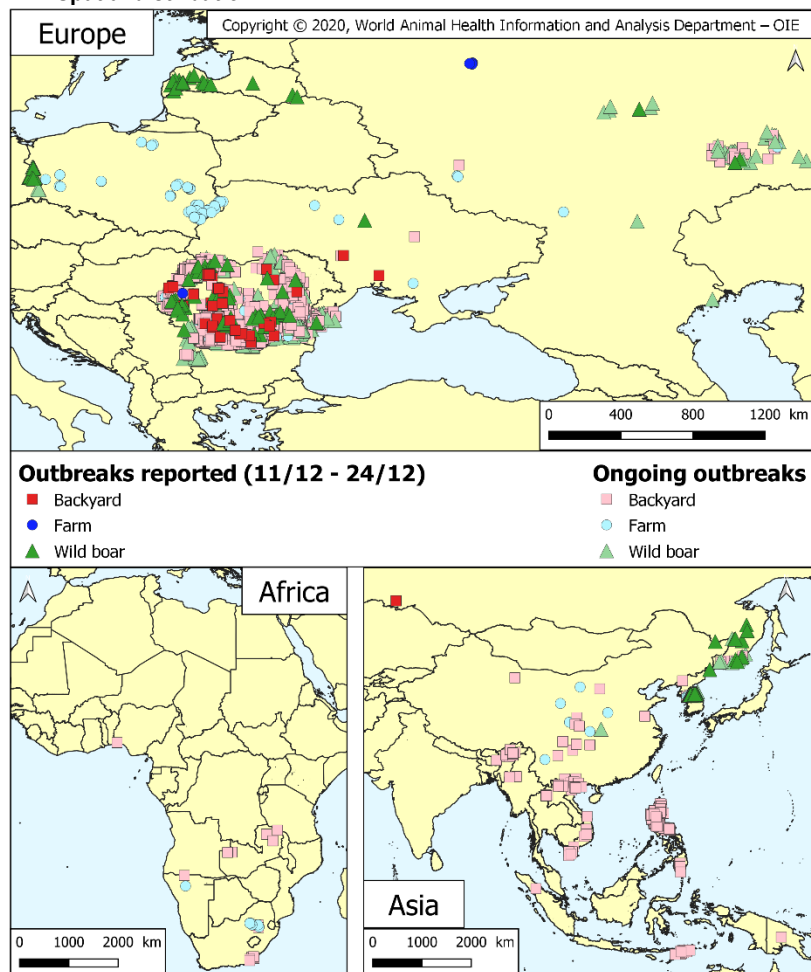 Europe
Copyright © 2020, World Animal Health Information and Analysis Department – OIE
0 400 800 1200 km
Outbreaks reported (11/12 - 24/12)
Backyard
Farm
Wild boar
Ongoing outbreaks
Backyard
Farm
Wild boar
Africa
0 1000 2000 km
Asia
0 1000 2000 km